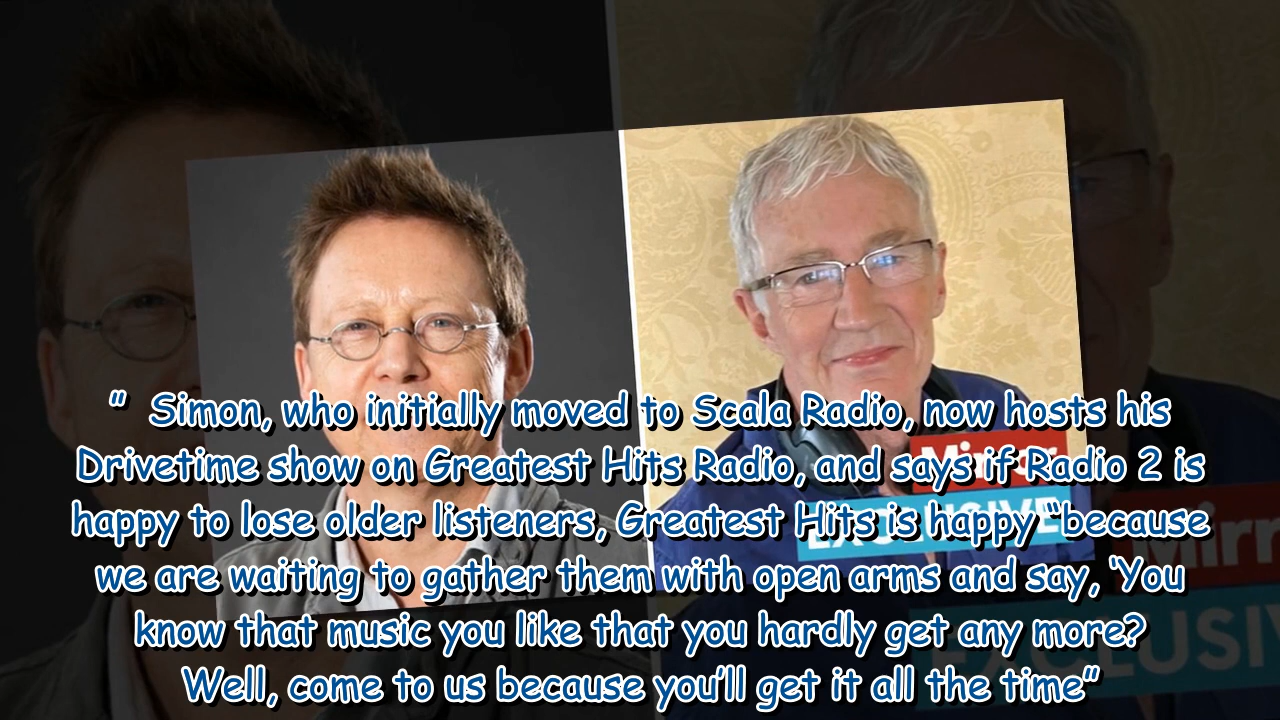 ”  Simon, who initially moved to Scala Radio, now hosts his
Drivetime show on Greatest Hits Radio, and says if Radio 2 is
happy to lose older listeners, Greatest Hits is happy “because
we are waiting to gather them with open arms and say, ‘You
know that music you like that you hardly get any more?
Well, come to us because you’ll get it all the time”
Mirror
EXCLUSIVE